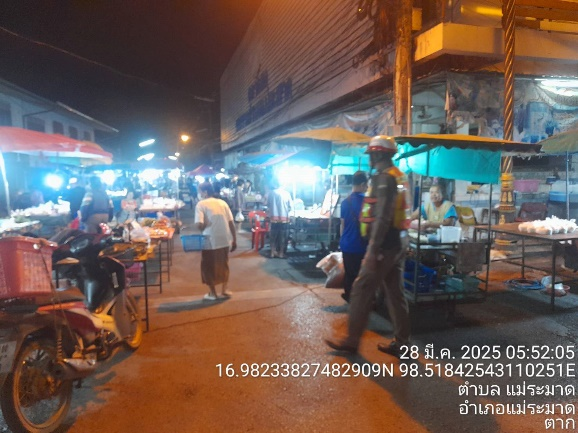 28 มี.ค. 2025 05:52:05
16.98233827482909N 98.51842543110251E
ตำบล แม่ระมาด
อำเภอแม่ระมาด
ตาก